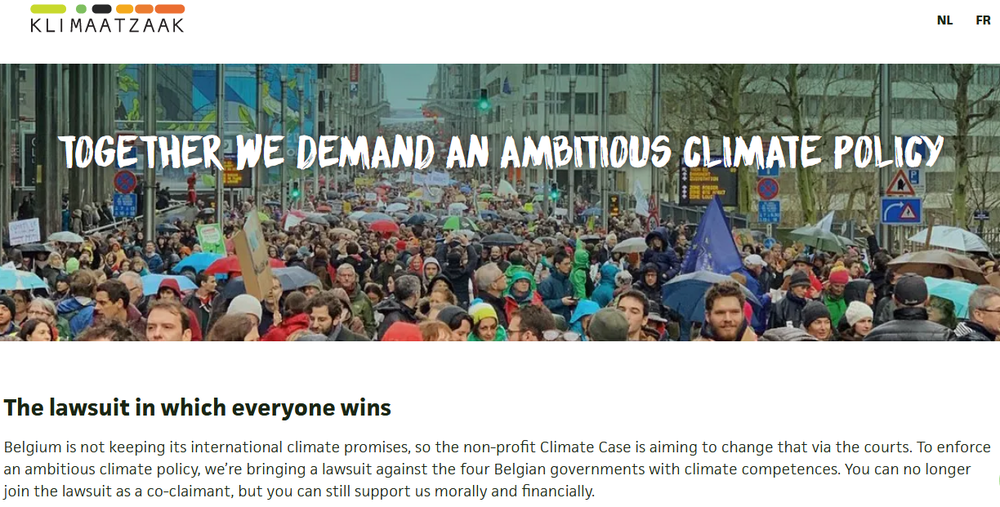 KLIMAATZAAK
NL FR
TOGETHER WE DEMAND AN AMBITIOUS CLIMATE POLICY
P
The lawsuit in which everyone wins
Belgium is not keeping its international climate promises, so the non-profit Climate Case is aiming to change that via the courts. To enforce
an ambitious climate policy, we're bringing a lawsuit against the four Belgian governments with climate competences. You can no longer
join the lawsuit as a co-claimant, but you can still support us morally and financially.